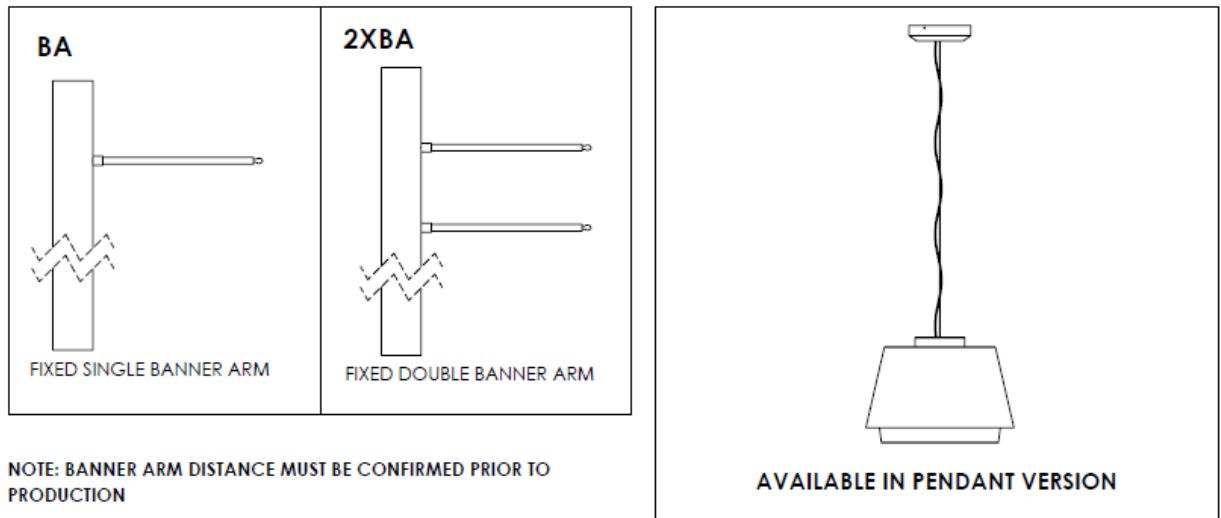 BA
FIXED SINGLE BANNER ARM
2XBA
FIXED DOUBLE BANNER ARM
NOTE: BANNER ARM DISTANCE MUST BE CONFIRMED PRIOR TO
PRODUCTION
AVAILABLE IN PENDANT VERSION